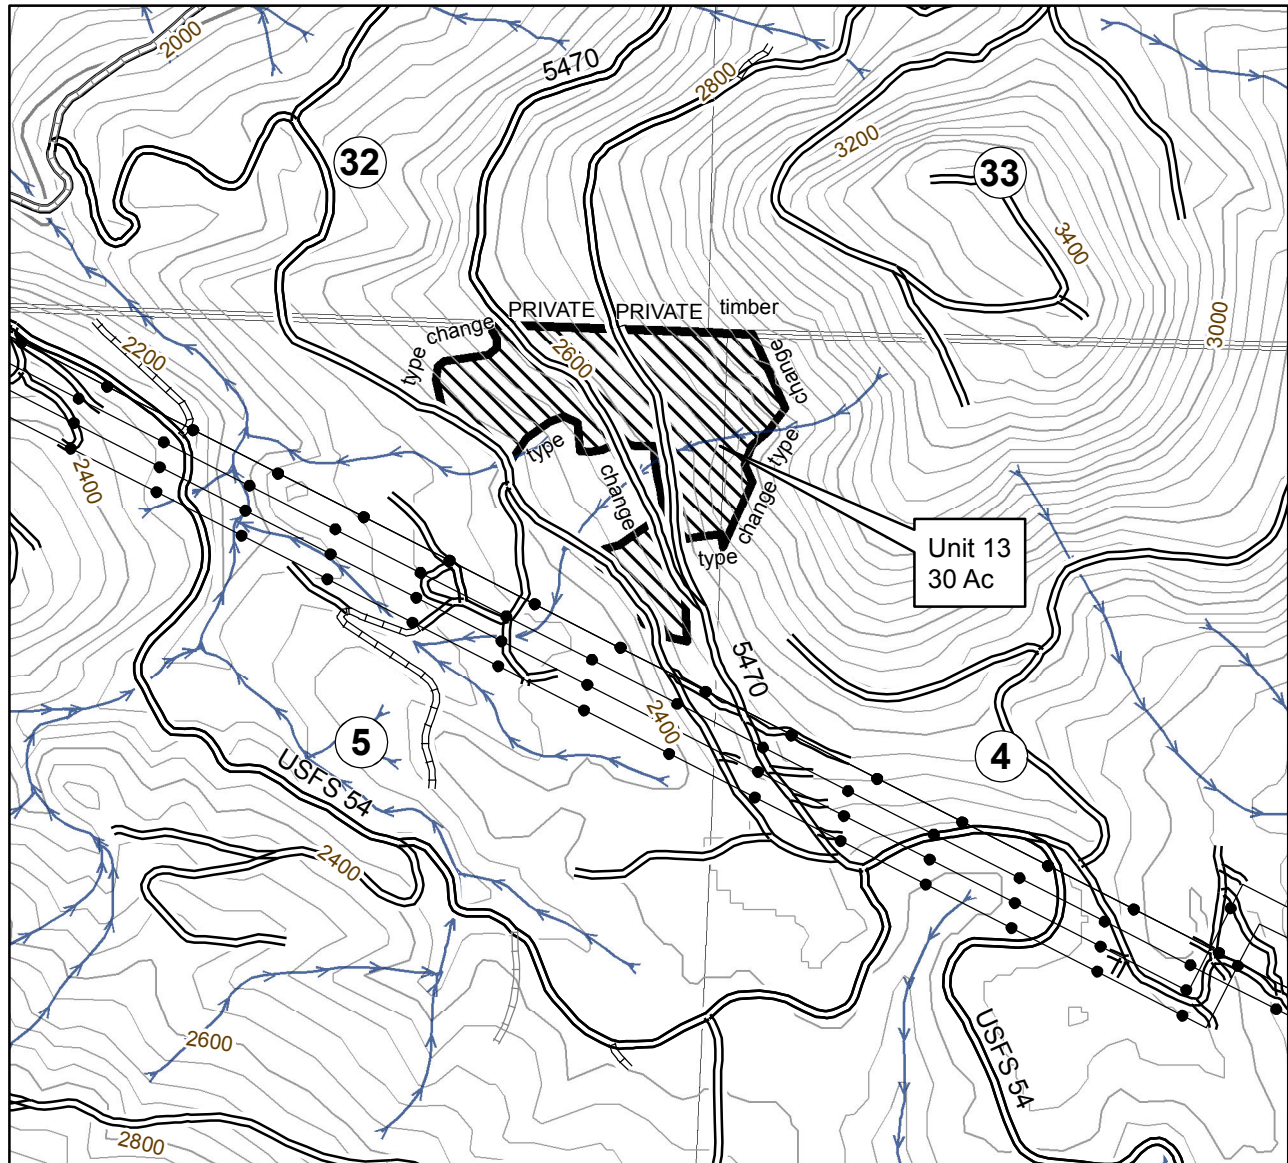 2000
5470
2800
32
3200
33
3400
3000
PRIVATE PRIVATE timber
type change
change
2600
2200
type
type
2400
change
change
type
Unit 13
30 Ac
5470
2400
5
4
USFS 54
2400
USFS 54
2600
2800